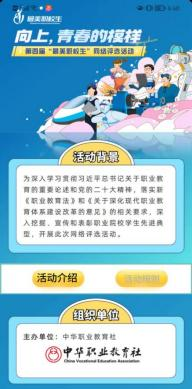 最美职校生
向上，青春的模样
第四届“最美职校生”网络评选活动
活动背景
为深入学习贯彻习近平总书记关于职业教
育的重要论述和党的二十大精神，落实新
《职业教育法》和《关于深化现代职业教
育体系建设改革的意见》的相关要求，深
入挖掘、宣传和表彰职业院校学生先进典
型，开展此次网络评选活动。
活动介绍
组织单位
主办单位：中华职业教育社
中华职业教育社
China Vocational Education Association